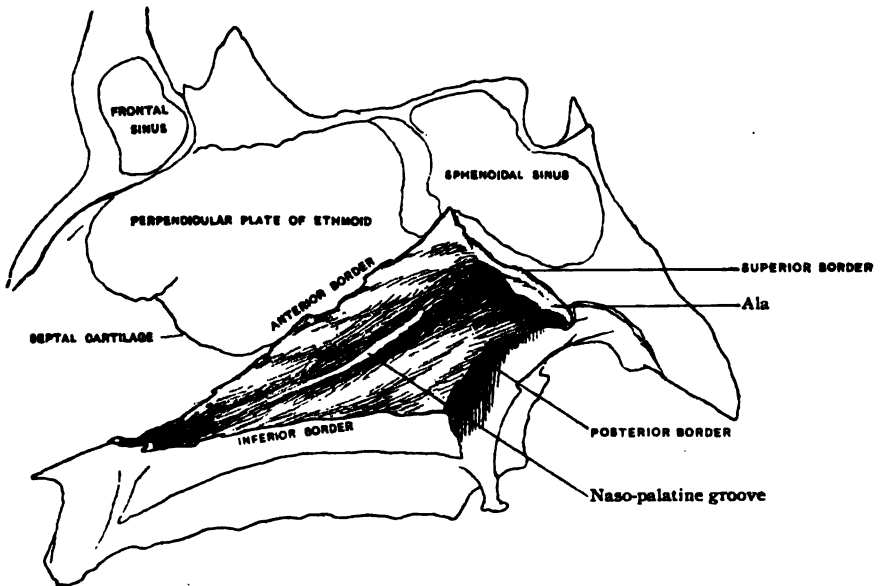 FRONTAL
SINUS
SPHENOIDAL SINUS
PERPENDICULAR PLATE OF ETHMOID
ANTERIOR BORDER
SUPERIOR BORDER
Ala
SEPTAL CARTILAGE
INFERIOR BORDER
POSTERIOR BORDER
Naso-palatine groove